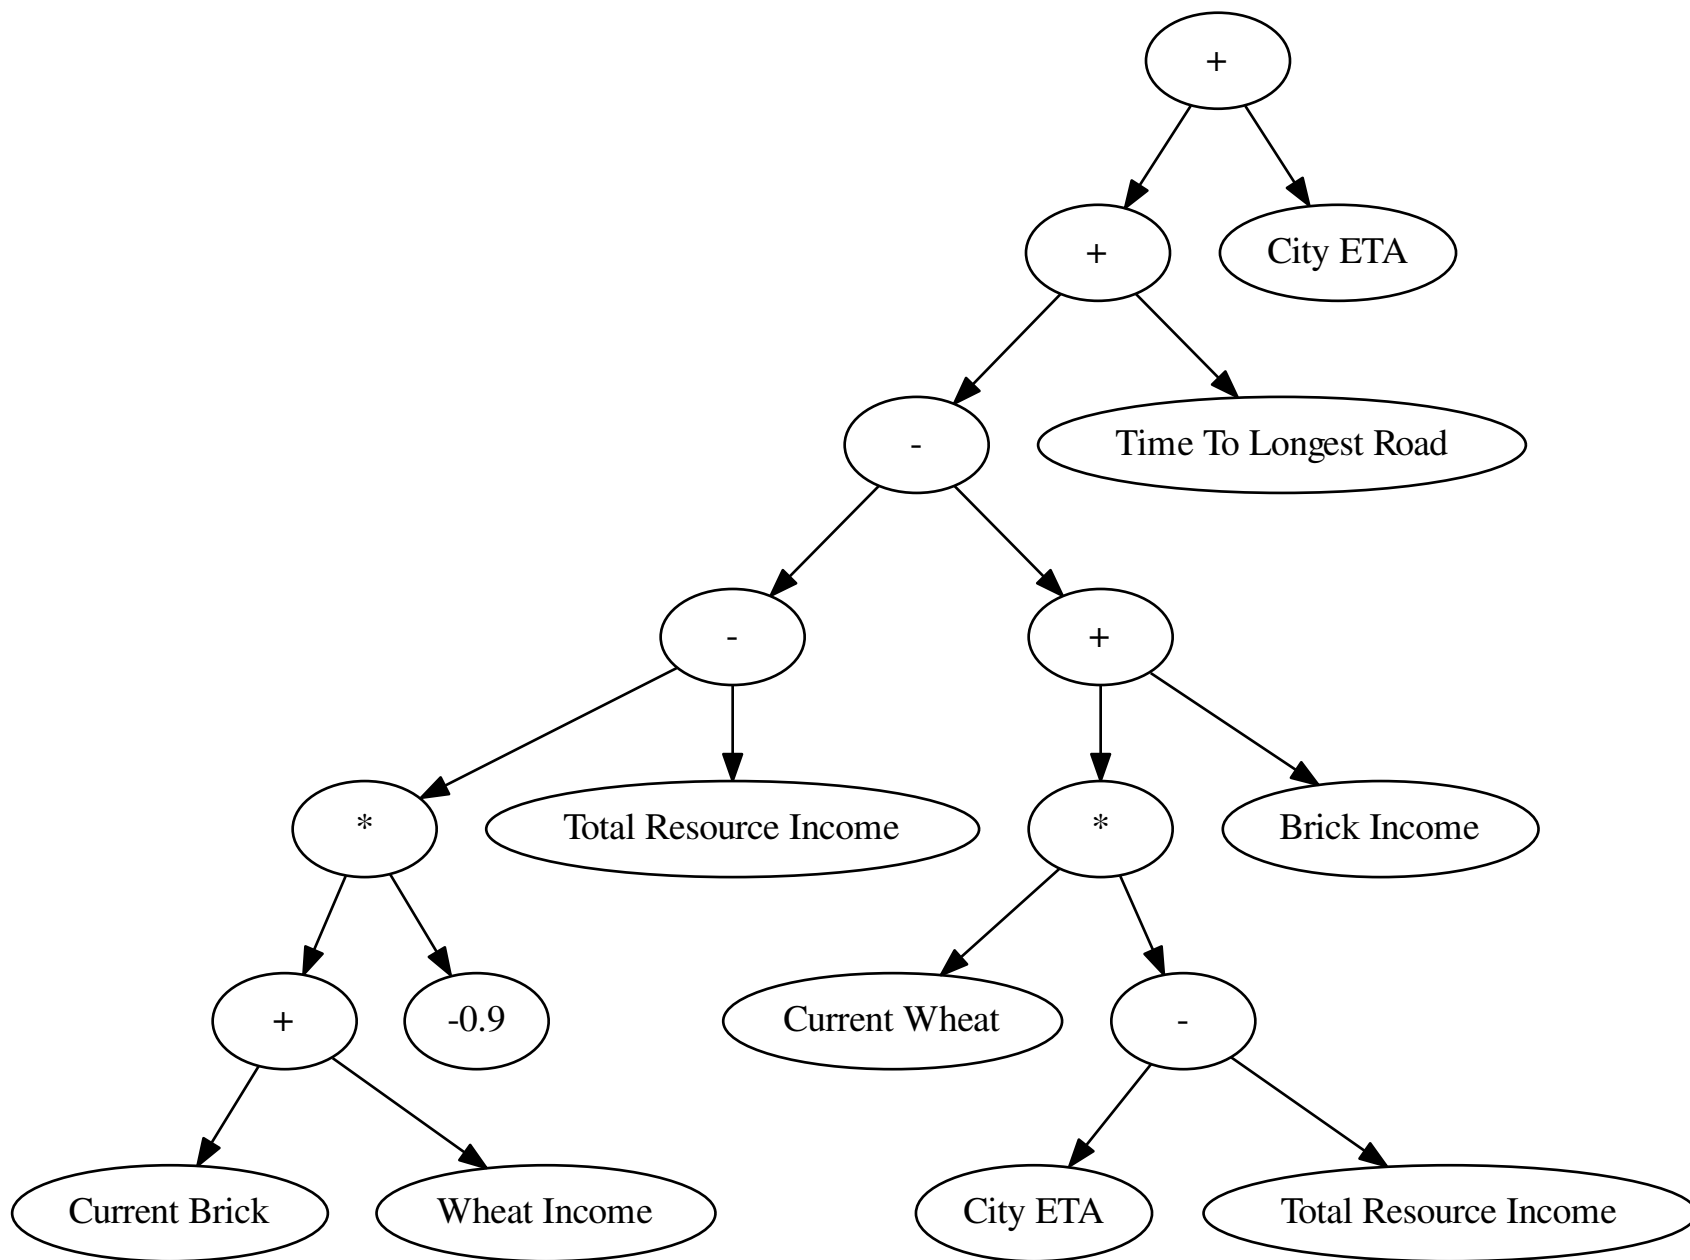 +
+
City ETA
-
Time To Longest Road
-
+
*
Total Resource Income
*
Brick Income
+
-0.9
Current Wheat
-
Current Brick
Wheat Income
City ETA
Total Resource Income